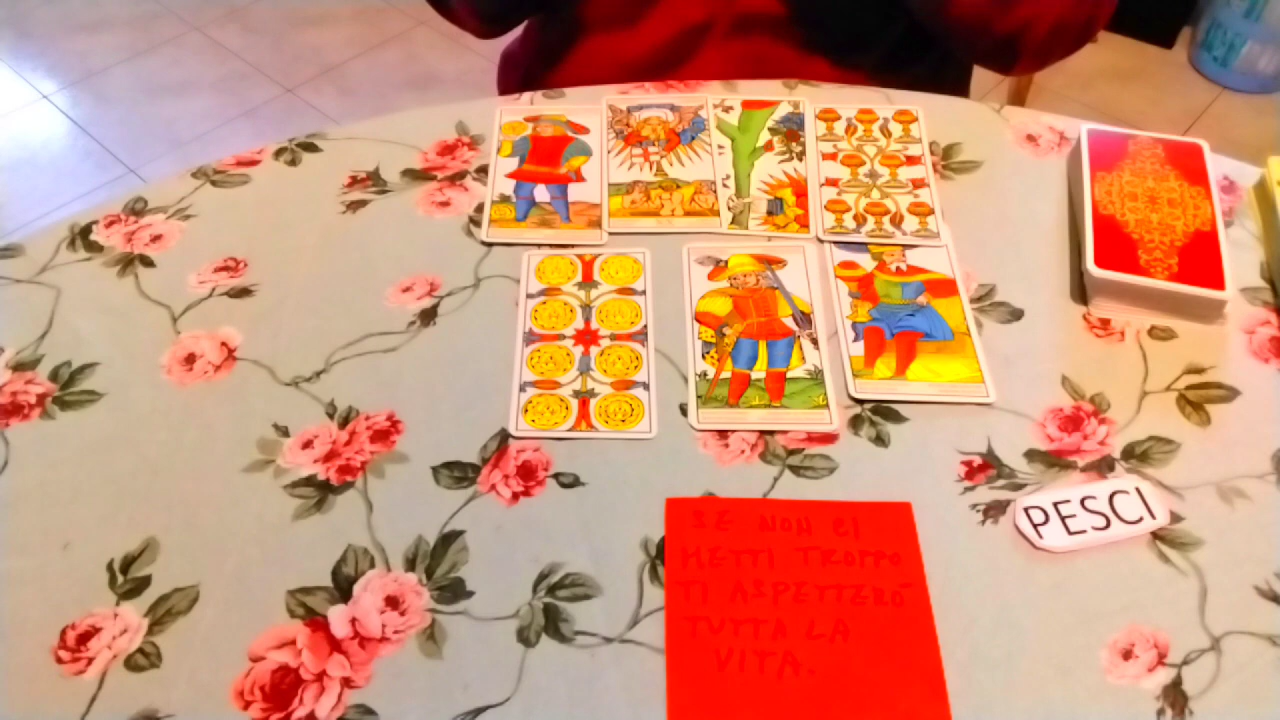 PESCI
SE NON CI
METTI TROPPO
TI ASPETTERÒ
TUTTA LA
VITA.